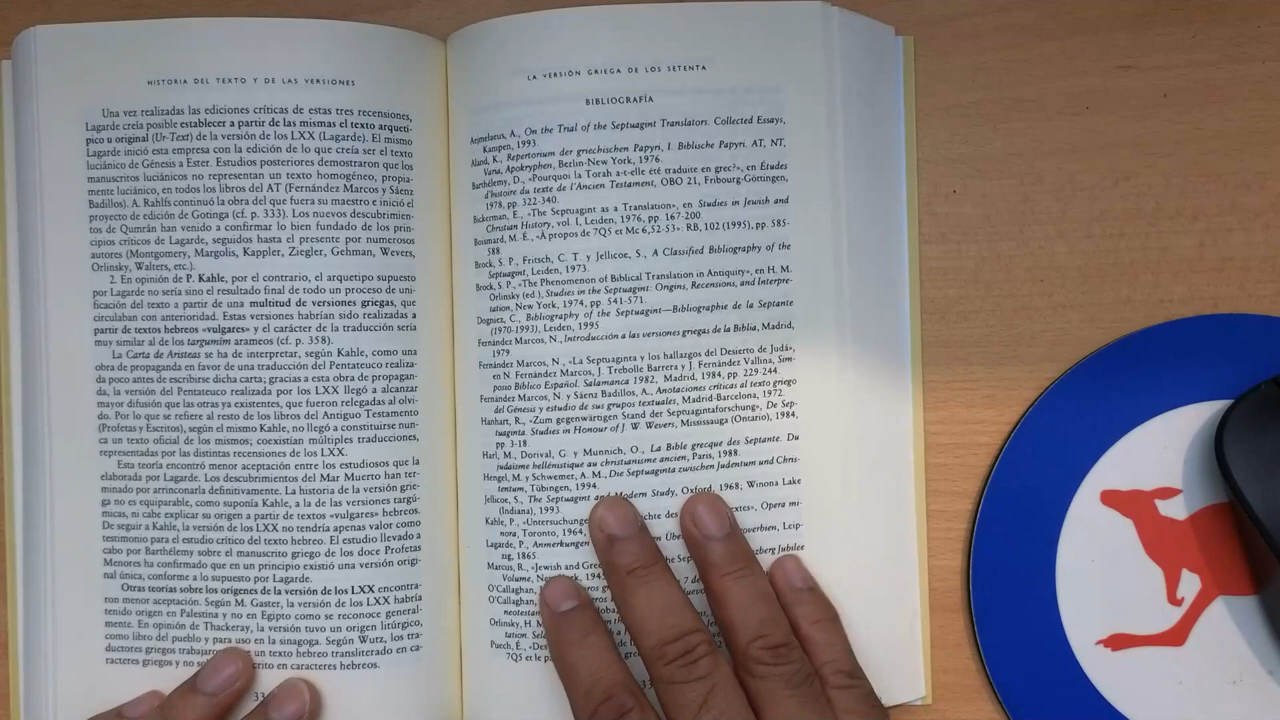 HISTORIA DEL TEXTO Y DE LAS VERSIONES
Una vez realizadas las ediciones críticas de estas tres recensiones,
Lagarde creía posible establecer a partir de las mismas el texto arquetí-
pico u original (Ur-Text) de la versión de los LXX (Lagarde). El mismo
Lagarde inició esta empresa con la edición de lo que creía ser el texto
luciánico de Génesis a Ester. Estudios posteriores demostraron que los
manuscritos luciánicos no representan un texto homogéneo, propia-
mente luciánico, en todos los libros del AT (Fernández Marcos y Sáenz
Badillos). A. Rahlfs continuó la obra del que fuera su maestro e inició el
proyecto de edición de Gotinga (cf. p. 333). Los nuevos descubrimien-
tos de Qumrán han venido a confirmar lo bien fundado de los prin-
cipios críticos de Lagarde, seguidos hasta el presente por numerosos
autores (Montgomery, Margolis, Kappler, Ziegler, Gehman, Wevers,
Orlinsky, Walters, etc.).
2. En opinión de P. Kahle, por el contrario, el arquetipo supuesto
por Lagarde no sería sino el resultado final de todo un proceso de uni-
ficación del texto a partir de una multitud de versiones griegas, que
circulaban con anterioridad. Estas versiones habrían sido realizadas a
partir de textos hebreos «vulgares» y el carácter de la traducción sería
muy similar al de los targumîm arameos (cf. p. 358).
La Carta de Aristeas se ha de interpretar, según Kahle, como una
obra de propaganda en favor de una traducción del Pentateuco realiza-
da poco antes de escribirse dicha carta; gracias a esta obra de propagan-
da, la versión del Pentateuco realizada por los LXX llegó a alcanzar
mayor difusión que las otras ya existentes, que fueron relegadas al olvi-
do. Por lo que se refiere al resto de los libros del Antiguo Testamento
(Profetas y Escritos), según el mismo Kahle, no llegó a constituirse nun-
ca un texto oficial de los mismos; coexistían múltiples traducciones,
representadas por las distintas recensiones de los LXX.
Esta teoría encontró menor aceptación entre los estudiosos que la
elaborada por Lagarde. Los descubrimientos del Mar Muerto han ter-
minado por arrinconarla definitivamente. La historia de la versión grie-
ga no es equiparable, como suponía Kahle, a la de las versiones targú-
micas, ni cabe explicar su origen a partir de textos «vulgares» hebreos.
De seguir a Kahle, la versión de los LXX no tendría apenas valor como
testimonio para el estudio crítico del texto hebreo. El estudio llevado a
cabo por Barthélemy sobre el manuscrito griego de los doce Profetas
Menores ha confirmado que en un principio existió una versión origi-
nal única, conforme a lo supuesto por Lagarde.
Otras teorías sobre los orígenes de la versión de los LXX encontra-
ron menor aceptación. Según M. Gaster, la versión de los LXX habría
tenido origen en Palestina y no en Egipto como se reconoce general-
mente. En opinión de Thackeray, la versión tuvo un origen litúrgico,
como libro del pueblo y para uso en la sinagoga. Según Wutz, los tra-
ductores griegos un texto hebreo transliterado en ca-
racteres griegos y no en caracteres hebreos.
LA VERSIÓN GRIEGA DE LOS SETENTA
BIBLIOGRAFÍA
Aejmelaeus, A., On the Trial of the Septuagint Translators. Collected Essays,
Kampen, 1993.
Aland, K., Repertorium der griechischen Papyri, I. Biblische Papyri. AT, NT,
Varia, Apokryphen, Berlin-New York, 1976.
Barthélemy, D., «Pourquoi la Torah a-t-elle été traduite en grec?», en Études
d'histoire du texte de l'Ancien Testament, OBO 21, Fribourg-Göttingen,
1978, pp. 322-340.
Bickerman, E., «The Septuagint as a Translation», en Studies in Jewish and
Christian History, vol. I, Leiden, 1976, pp. 167-200.
Boismard, M.-É., «À propos de 7Q5 et Mc 6,52-53»: RB, 102 (1995), pp. 585-
588.
Brock, S. P., Fritsch, C. T. y Jellicoe, S., A Classified Bibliography of the
Septuagint, Leiden, 1973.
Brock, S. P., «The Phenomenon of Biblical Translation in Antiquity», en H. M.
Orlinsky (ed.), Studies in the Septuagint: Origins, Recensions, and Interpre-
tation, New York, 1974, pp. 541-571.
Dogniez, C., Bibliography of the Septuagint—Bibliographie de la Septante
(1970-1993), Leiden, 1995
Fernández Marcos, N., Introducción a las versiones griegas de la Biblia, Madrid,
1979.
Fernández Marcos, N., «La Septuaginta y los hallazgos del Desierto de Judá»,
en N. Fernández Marcos, J. Trebolle Barrera y J. Fernández Vallina, Sim-
posio Bíblico Español. Salamanca 1982, Madrid, 1984, pp. 229-244.
Fernández Marcos, N. y Sáenz Badillos, A., Anotaciones críticas al texto griego
del Génesis y estudio de sus grupos textuales, Madrid-Barcelona, 1972.
Hanhart, R., «Zum gegenwärtigen Stand der Septuagintaforschung», De Sep-
tuaginta. Studies in Honour of J. W. Wevers, Mississauga (Ontario), 1984,
pp. 3-18.
Harl, M., Dorival, G. y Munnich, O., La Bible grecque des Septante. Du
judaïsme hellénistique au christianisme ancien, Paris, 1988.
Hengel, M. y Schwemer, A. M., Die Septuaginta zwischen Judentum und Chris-
tentum, Tübingen, 1994.
Jellicoe, S., The Septuagint and Modern Study, Oxford, 1968; Winona Lake
(Indiana), 1993.
Kahle, P., des Opera mi-
nora, Toronto, 1964,
Lagarde, P., Anmerkungen Leip-
zig, 1865.
Marcus, R., «Jewish and Jubilee
Volume,
O'Callaghan,
O'Callaghan,
Orlinsky, H.
tation.
Puech, É.,
7Q5 et le